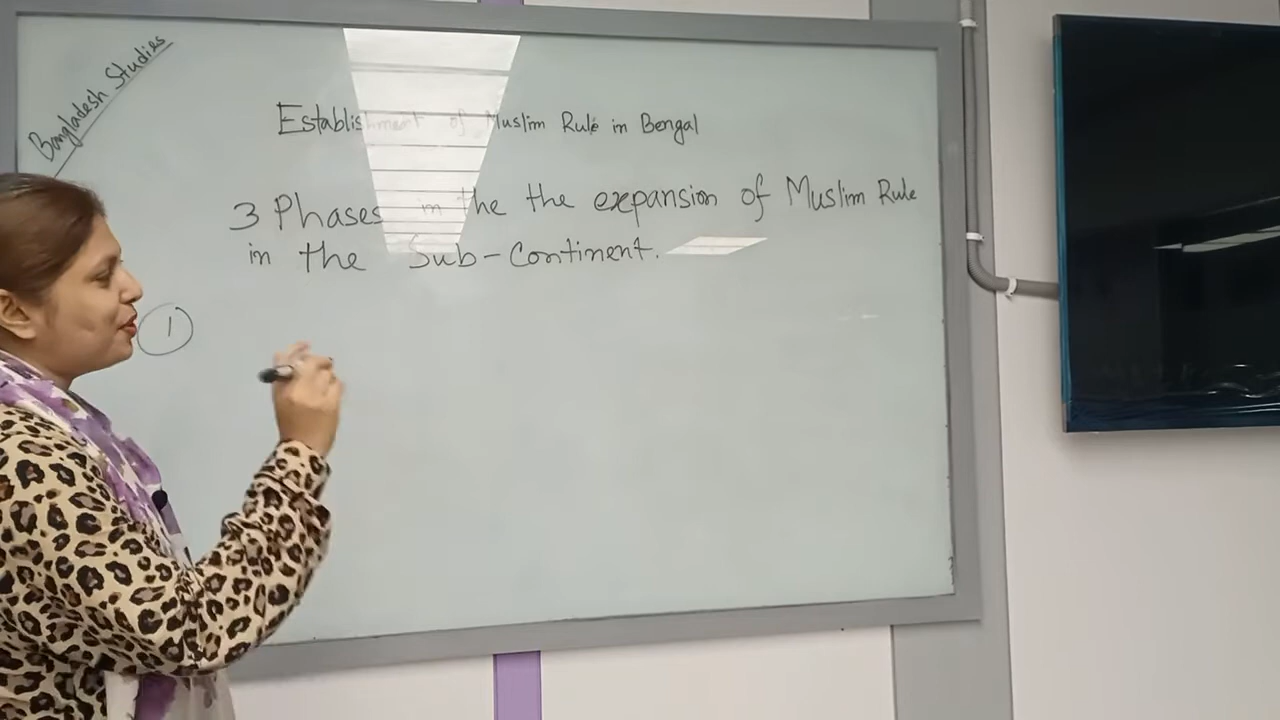 Bangladesh Studies
Establishment of Muslim Rule in Bengal
3 Phases in the the expansion of Muslim Rule
in the Sub-Continent.
1